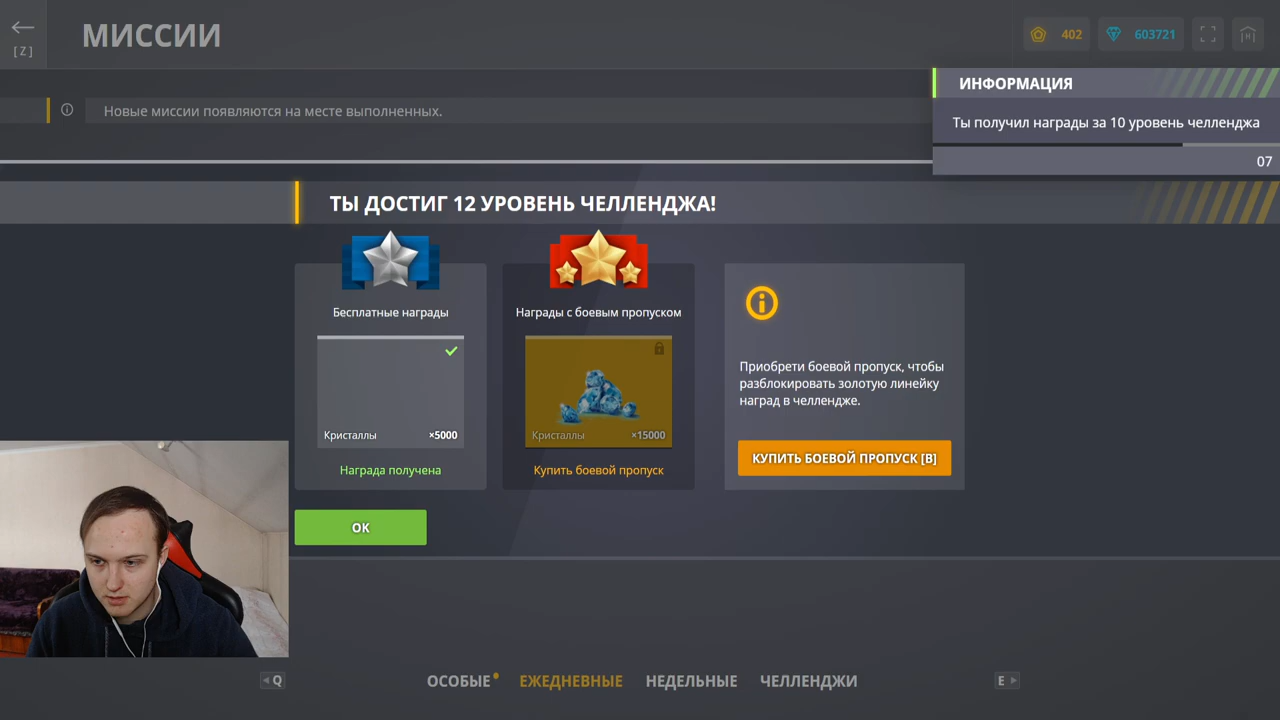 МИССИИ
[ Z ]
402
603721
ИНФОРМАЦИЯ
Ты получил награды за 10 уровень челленджа
07
Новые миссии появляются на месте выполненных.
ТЫ ДОСТИГ 12 УРОВЕНЬ ЧЕЛЛЕНДЖА!
Бесплатные награды
Кристаллы ×5000
Награда получена
Награды с боевым пропуском
Кристаллы ×15000
Купить боевой пропуск
Приобрети боевой пропуск, чтобы
разблокировать золотую линейку
наград в челлендже.
КУПИТЬ БОЕВОЙ ПРОПУСК [B]
ОК
Q
ОСОБЫЕ
ЕЖЕДНЕВНЫЕ
НЕДЕЛЬНЫЕ
ЧЕЛЛЕНДЖИ
E